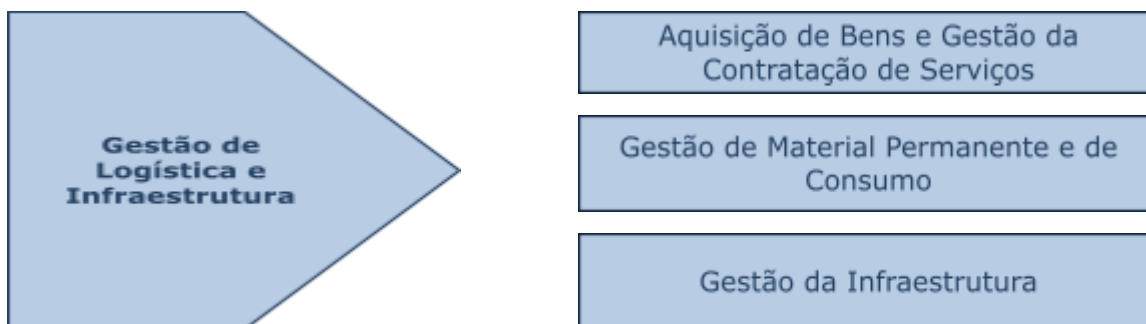 Gestão de
Logística e
Infraestrutura
Aquisição de Bens e Gestão da
Contratação de Serviços
Gestão de Material Permanente e de
Consumo
Gestão da Infraestrutura